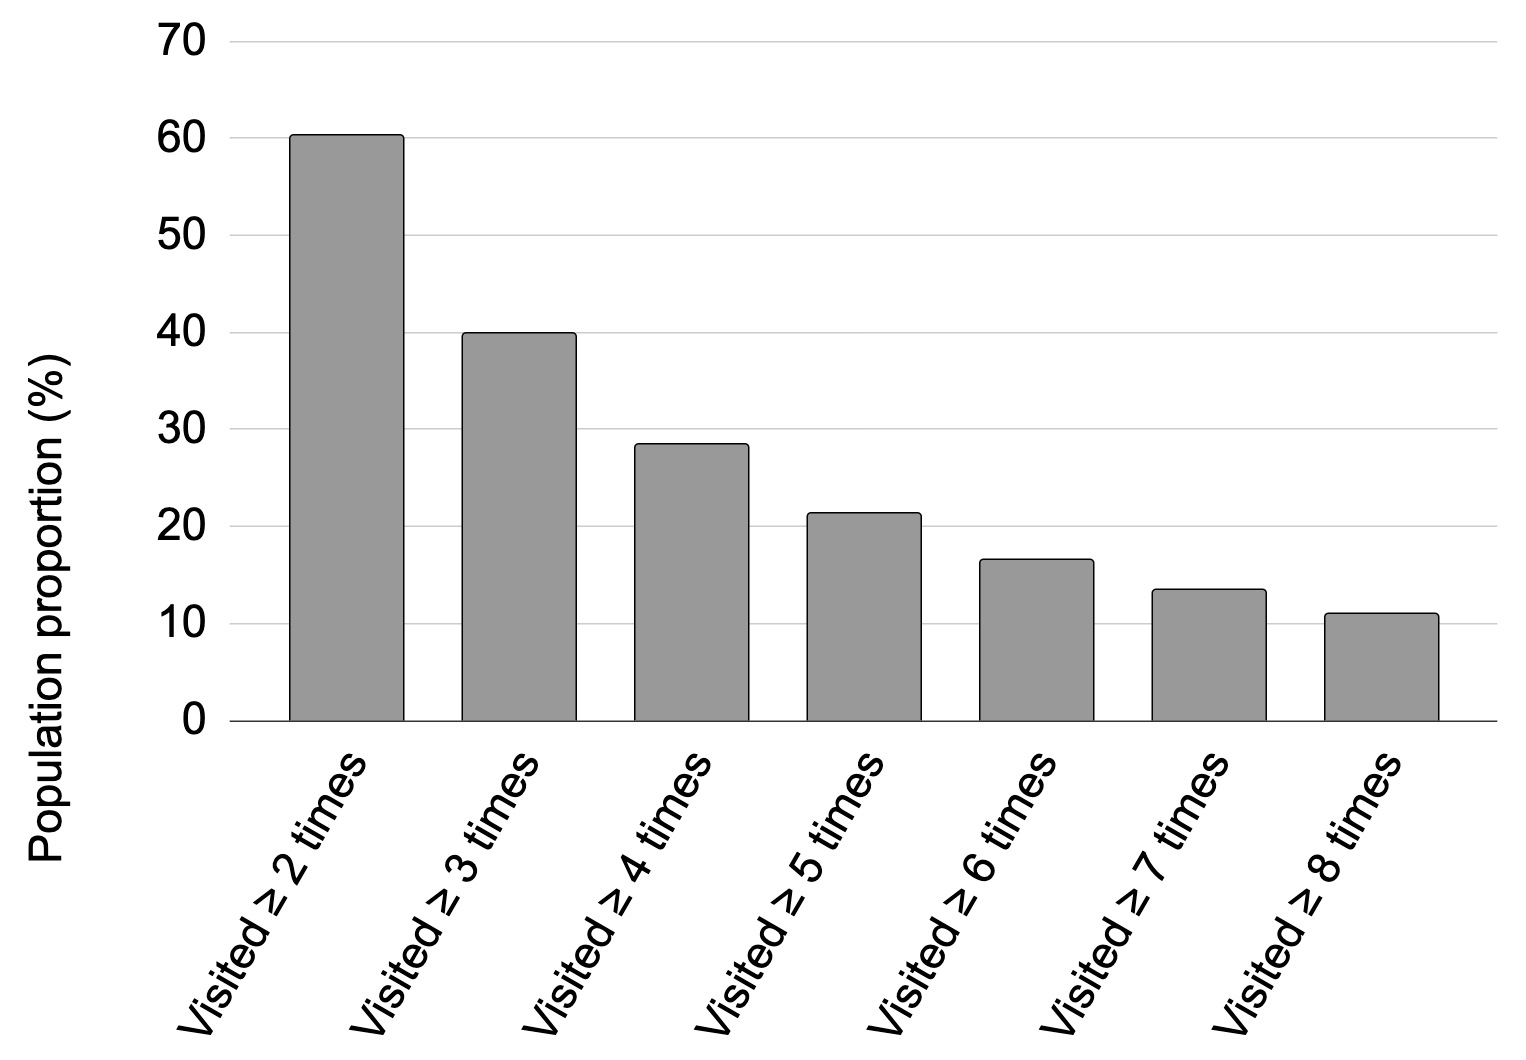 Population proportion (%)
70
60
50
40
30
20
10
0
Visited ≥ 2 times
Visited ≥ 3 times
Visited ≥ 4 times
Visited ≥ 5 times
Visited ≥ 6 times
Visited ≥ 7 times
Visited ≥ 8 times